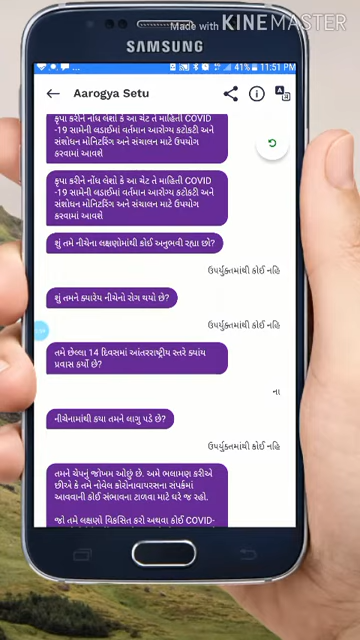 Made with KINEMASTER
SAMSUNG
41% 11:51 PM
Aarogya Setu
કૃપા કરીને નોંધ લેશો કે આ ચેટ તે માહિતી COVID
-19 સામેની લડાઈમાં વર્તમાન આરોગ્ય કટોકટી અને
સંશોધન મોનિટરિંગ અને સંચાલન માટે ઉપયોગ
કરવામાં આવશે
કૃપા કરીને નોંધ લેશો કે આ ચેટ તે માહિતી COVID
-19 સામેની લડાઈમાં વર્તમાન આરોગ્ય કટોકટી અને
સંશોધન મોનિટરિંગ અને સંચાલન માટે ઉપયોગ
કરવામાં આવશે
શું તમે નીચેના લક્ષણોમાંથી કોઈ અનુભવી રહ્યા છો?
ઉપર્યુક્તમાંથી કોઈ નહિ
શું તમને ક્યારેય નીચેનો રોગ થયો છે?
ઉપર્યુક્તમાંથી કોઈ નહિ
તમે છેલ્લા 14 દિવસમાં આંતરરાષ્ટ્રીય સ્તરે ક્યાંય
પ્રવાસ કર્યો છે?
ના
નીચેનામાંથી કયા તમને લાગુ પડે છે?
ઉપર્યુક્તમાંથી કોઈ નહિ
તમને ચેપનું જોખમ ઓછું છે. અમે ભલામણ કરીએ
છીએ કે તમે નોવેલ કોરોનાવાયરસના સંપર્કમાં
આવવાની કોઈ સંભાવના ટાળવા માટે ઘરે જ રહો.
જો તમે લક્ષણો વિકસિત કરો અથવા કોઈ COVID-